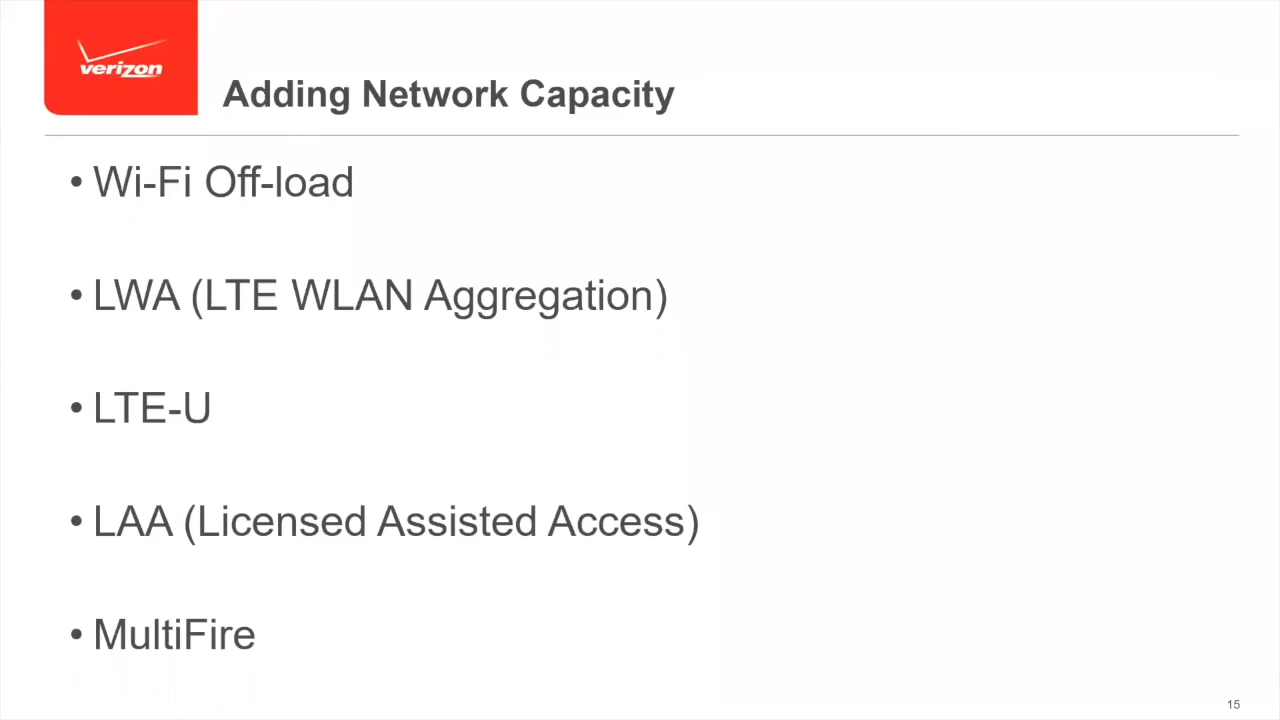 verizon
Adding Network Capacity
• Wi-Fi Off-load
• LWA (LTE WLAN Aggregation)
• LTE-U
• LAA (Licensed Assisted Access)
• MultiFire
15